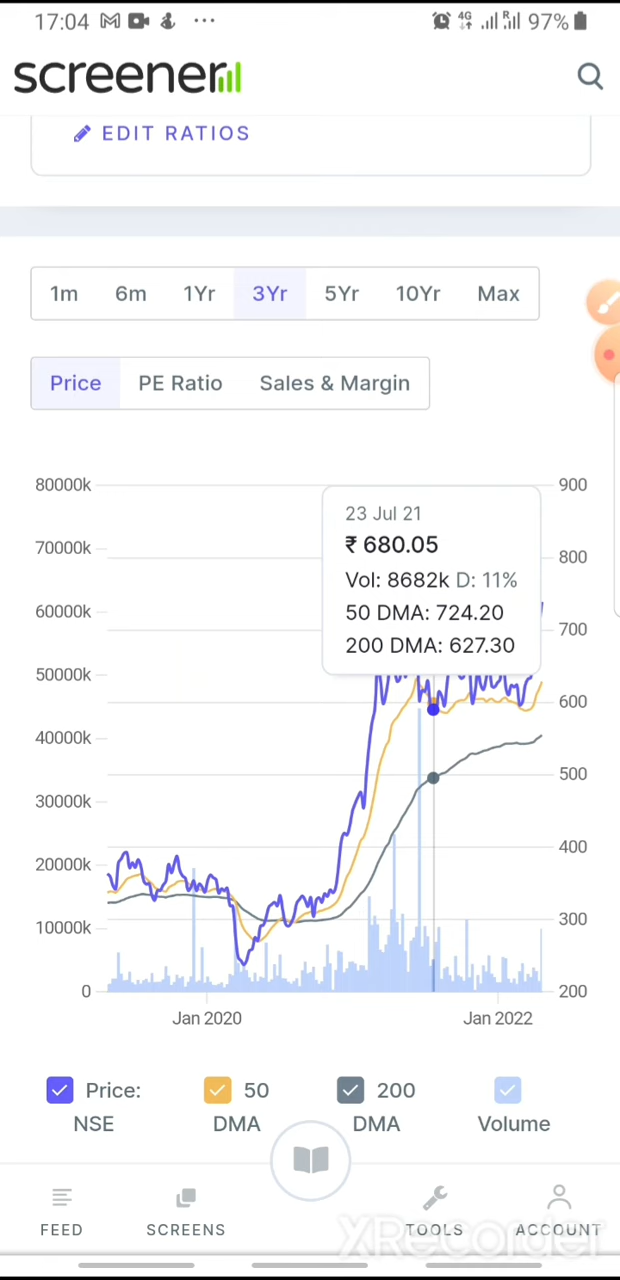 17:04 4G R 97%
screener
EDIT RATIOS
1m 6m 1Yr 3Yr 5Yr 10Yr Max
Price PE Ratio Sales & Margin
80000k 900
70000k 800
60000k 700
50000k 600
40000k 500
30000k 400
20000k 300
10000k 200
0
23 Jul 21
₹ 680.05
Vol: 8682k D: 11%
50 DMA: 724.20
200 DMA: 627.30
Jan 2020 Jan 2022
Price: NSE
50 DMA
200 DMA
Volume
FEED SCREENS TOOLS ACCOUNT
XRecorder